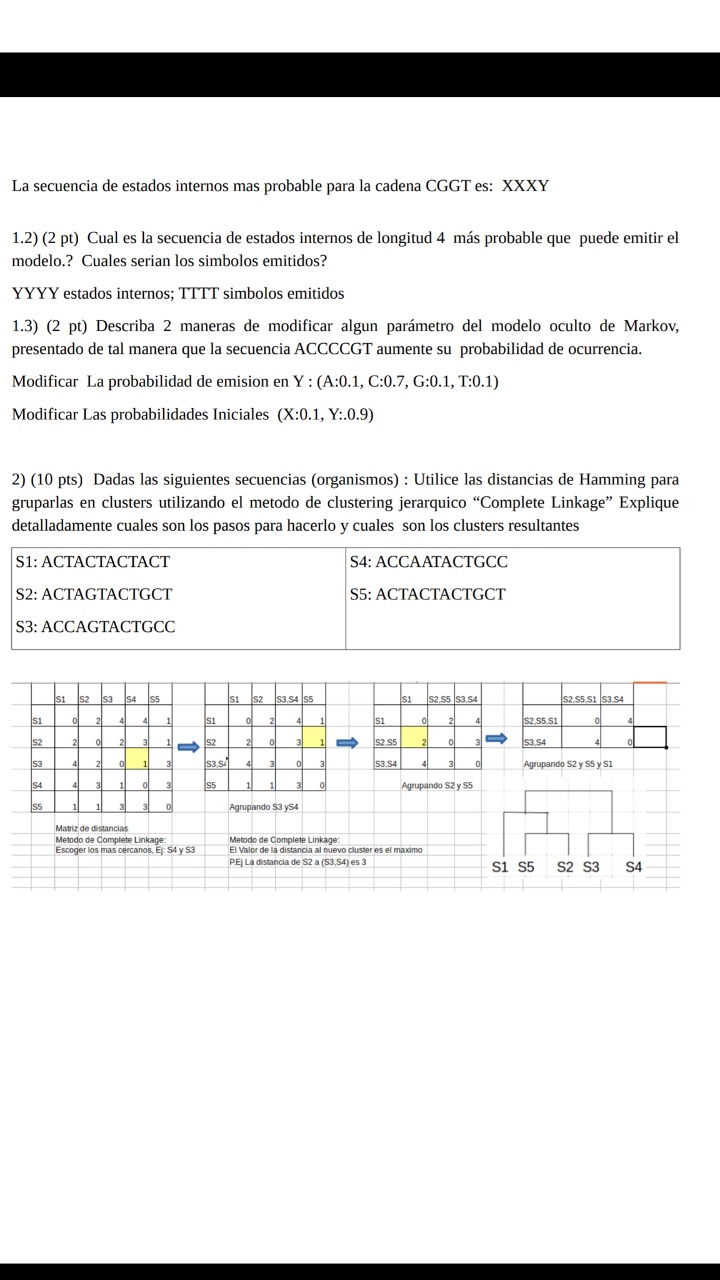 La secuencia de estados internos mas probable para la cadena CGGT es: XXXY
1.2) (2 pt) Cual es la secuencia de estados internos de longitud 4 más probable que puede emitir el
modelo.? Cuales serian los simbolos emitidos?
YYYY estados internos; TTTT simbolos emitidos
1.3) (2 pt) Describa 2 maneras de modificar algun parámetro del modelo oculto de Markov,
presentado de tal manera que la secuencia ACCCCGT aumente su probabilidad de ocurrencia.
Modificar La probabilidad de emision en Y : (A:0.1, C:0.7, G:0.1, T:0.1)
Modificar Las probabilidades Iniciales (X:0.1, Y:.0.9)
2) (10 pts) Dadas las siguientes secuencias (organismos) : Utilice las distancias de Hamming para
gruparlas en clusters utilizando el metodo de clustering jerarquico “Complete Linkage” Explique
detalladamente cuales son los pasos para hacerlo y cuales son los clusters resultantes
S1: ACTACTACTACT
S2: ACTAGTACTGCT
S3: ACCAGTACTGCC
S4: ACCAATACTGCC
S5: ACTACTACTGCT
S1 S2 S3 S4 S5
S1 0 2 4 4 1
S2 2 0 2 3 1
S3 4 2 0 1 3
S4 4 3 1 0 3
S5 1 1 3 3 0
Matriz de distancias
Metodo de Complete Linkage:
Escoger los mas cercanos, Ej: S4 y S3
S1 S2 S3,S4 S5
S1 0 2 4 1
S2 2 0 3 1
S3,S4 4 3 0 3
S5 1 1 3 0
Agrupando S3 yS4
Metodo de Complete Linkage:
El Valor de la distancia al nuevo cluster es el maximo
P.Ej La distancia de S2 a (S3,S4) es 3
S1 S2,S5 S3,S4
S1 0 2 4
S2,S5 2 0 3
S3,S4 4 3 0
Agrupando S2 y S5
S2,S5,S1 S3,S4
S2,S5,S1 0 4
S3,S4 4 0
Agrupando S2 y S5 y S1
S1 S5 S2 S3 S4